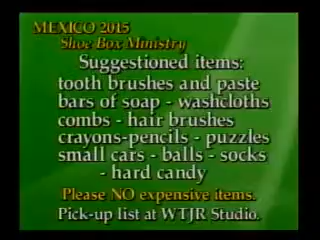 MEXICO 2015
Shoe Box Ministry
Suggestioned items:
tooth brushes and paste
bars of soap - washcloths
combs - hair brushes
crayons-pencils - puzzles
small cars - balls - socks
- hard candy
Please NO expensive items.
Pick-up list at WTJR Studio.